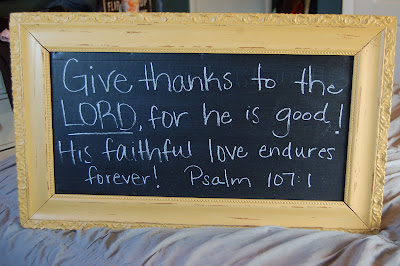 Give thanks to the
LORD, for he is good!
His faithful love endures
forever! Psalm 107:1